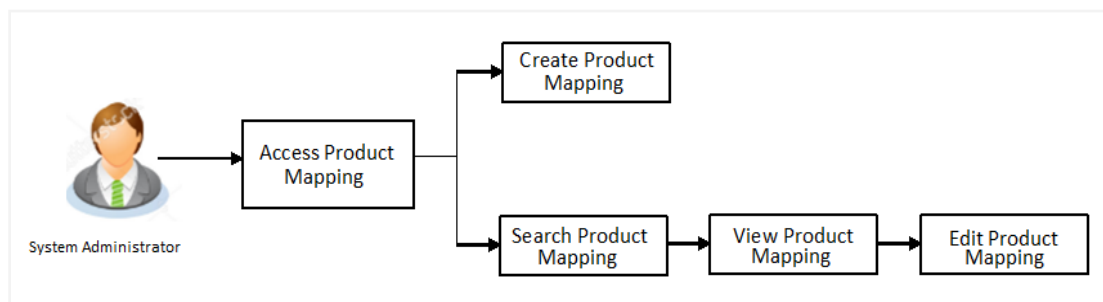 Create Product
Mapping
Access Product
Mapping
System Administrator
Search Product
Mapping
View Product
Mapping
Edit Product
Mapping